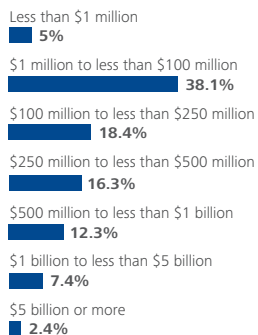 Less than $1 million
5%
$1 million to less than $100 million
38.1%
$100 million to less than $250 million
18.4%
$250 million to less than $500 million
16.3%
$500 million to less than $1 billion
12.3%
$1 billion to less than $5 billion
7.4%
$5 billion or more
2.4%